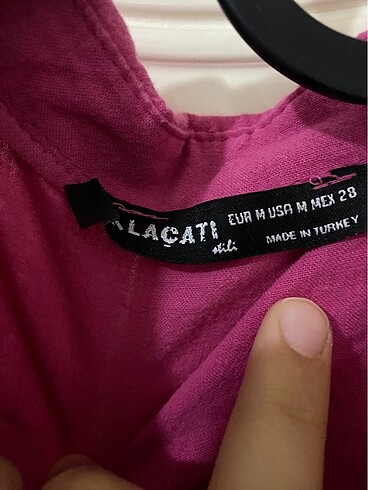 ALAÇATI
stili
EUR M USA M MEX 28
MADE IN TURKEY